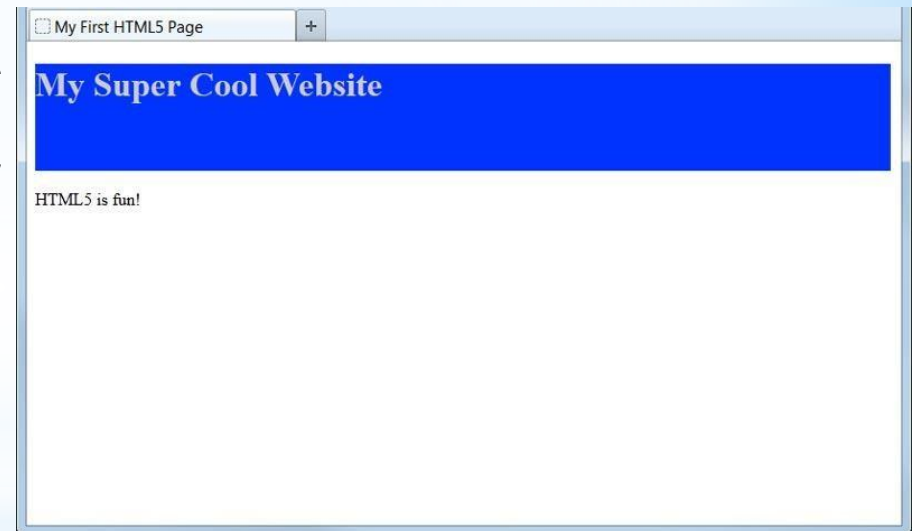 My First HTML5 Page
+
My Super Cool Website
HTML5 is fun!